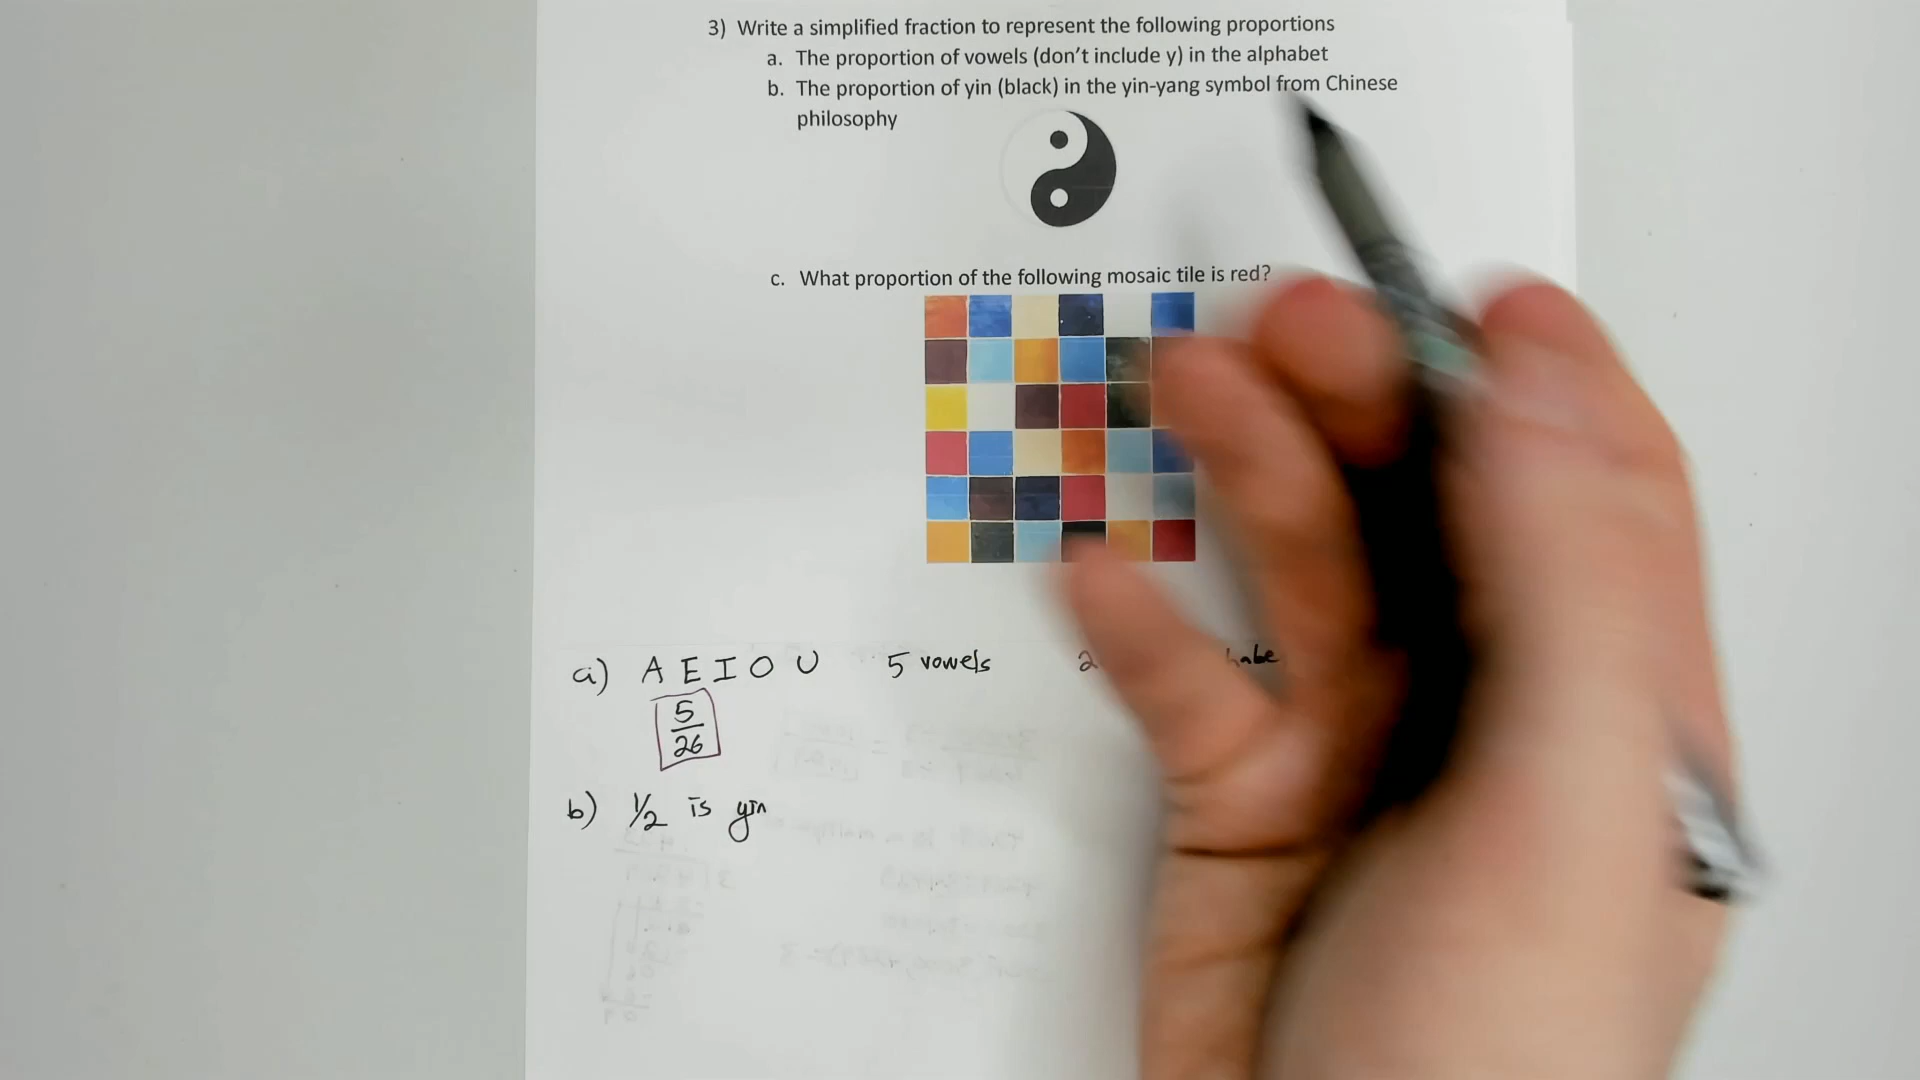 3) Write a simplified fraction to represent the following proportions
a. The proportion of vowels (don't include y) in the alphabet
b. The proportion of yin (black) in the yin-yang symbol from Chinese
philosophy
c. What proportion of the following mosaic tile is red?
a) A E I O U 5 vowels 2
5
26
b) 1/2 is yin